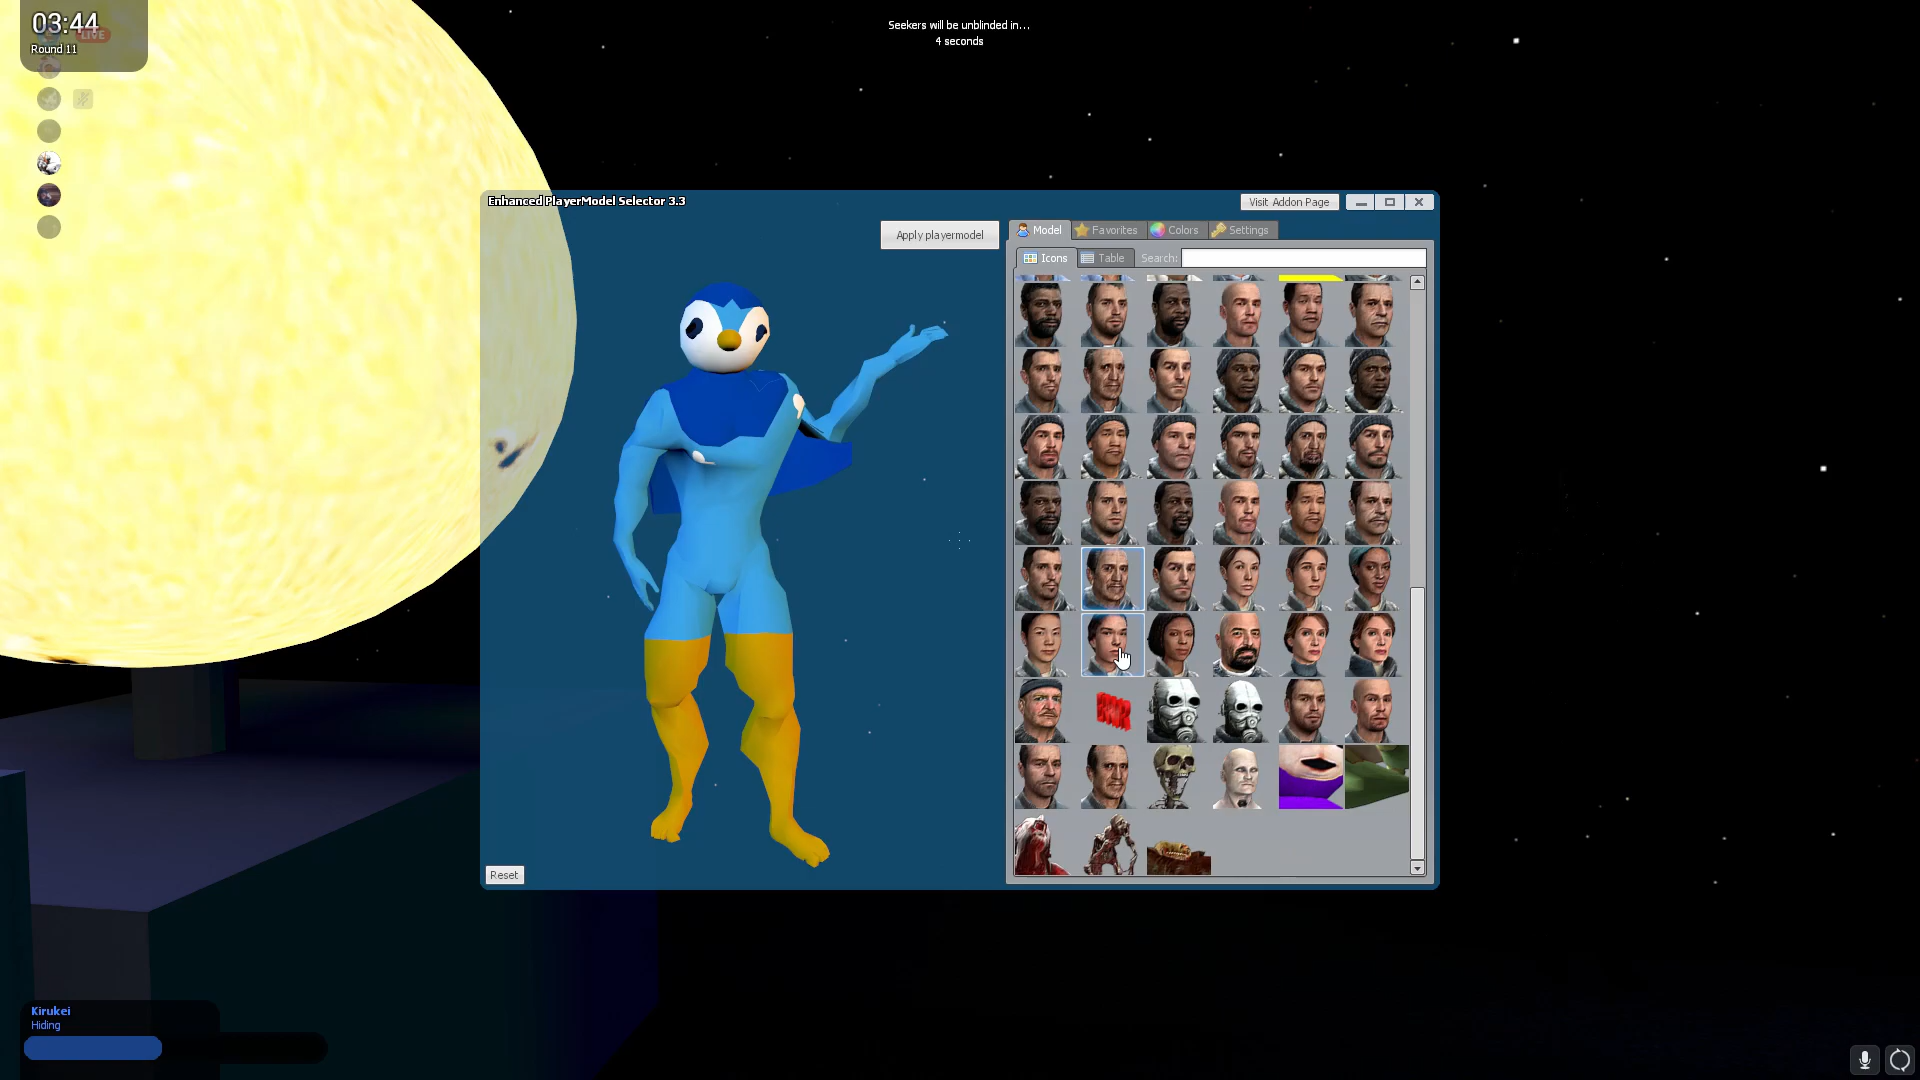 03:44
LIVE
Round 11
Seekers will be unblinded in...
4 seconds
Enhanced PlayerModel Selector 3.3
Visit Addon Page
Apply playermodel
Model
Favorites
Colors
Settings
Icons
Table
Search:
Reset
Kirukei
Hiding